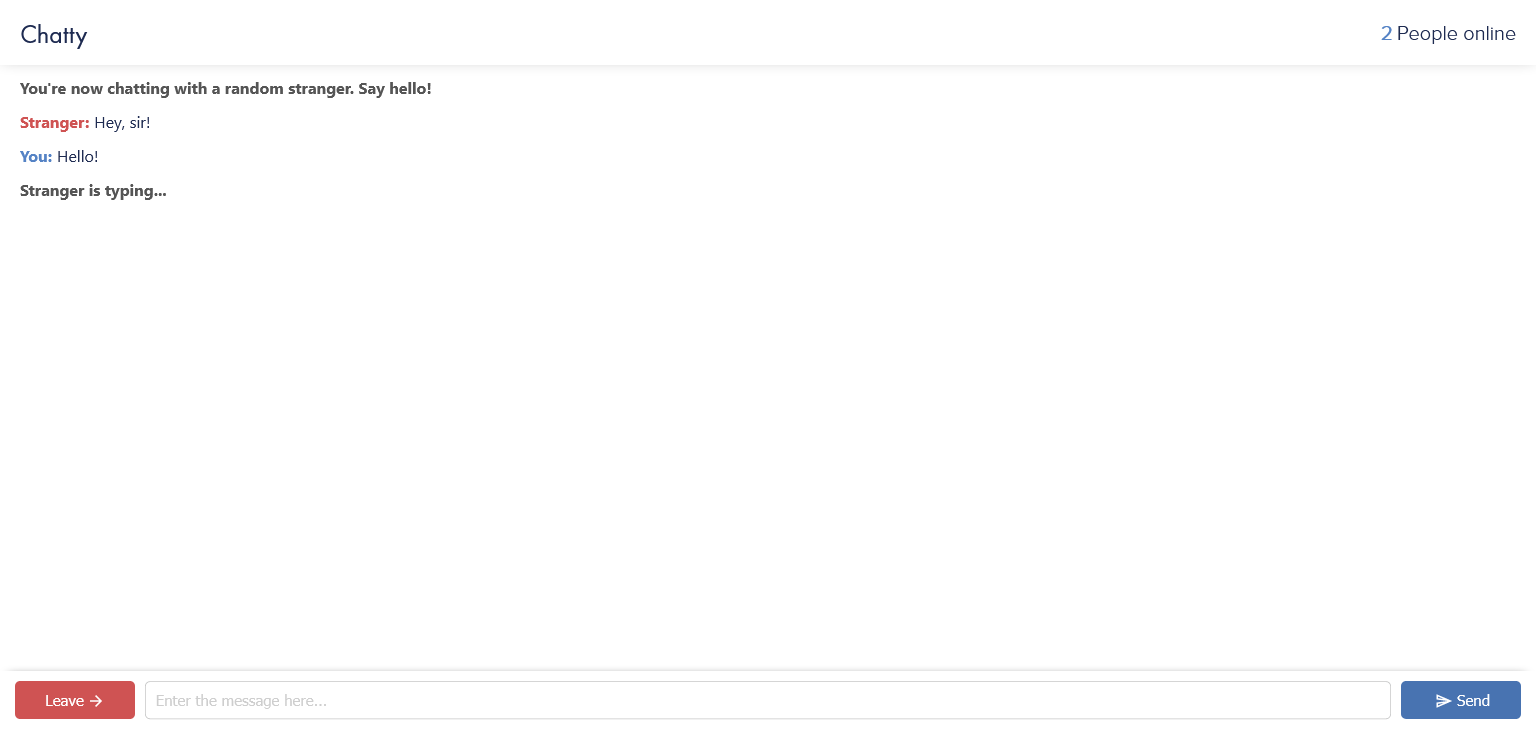 Chatty
2 People online
You're now chatting with a random stranger. Say hello!
Stranger: Hey, sir!
You: Hello!
Stranger is typing...
Leave
Enter the message here...
Send